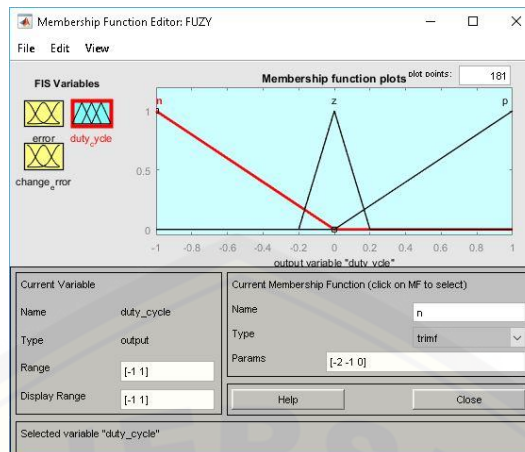 Membership Function Editor: FUZY
File Edit View
FIS Variables
Membership function plots
plot points:
181
error
duty_cycle
change_error
n
z
p
1
0.5
0
-1 -0.8 -0.6 -0.4 -0.2 0 0.2 0.4 0.6 0.8 1
output variable "duty_ycle"
Current Variable
Name duty_cycle
Type output
Range [-1 1]
Display Range [-1 1]
Current Membership Function (click on MF to select)
Name n
Type trimf
Params [-2 -1 0]
Help Close
Selected variable "duty_cycle"